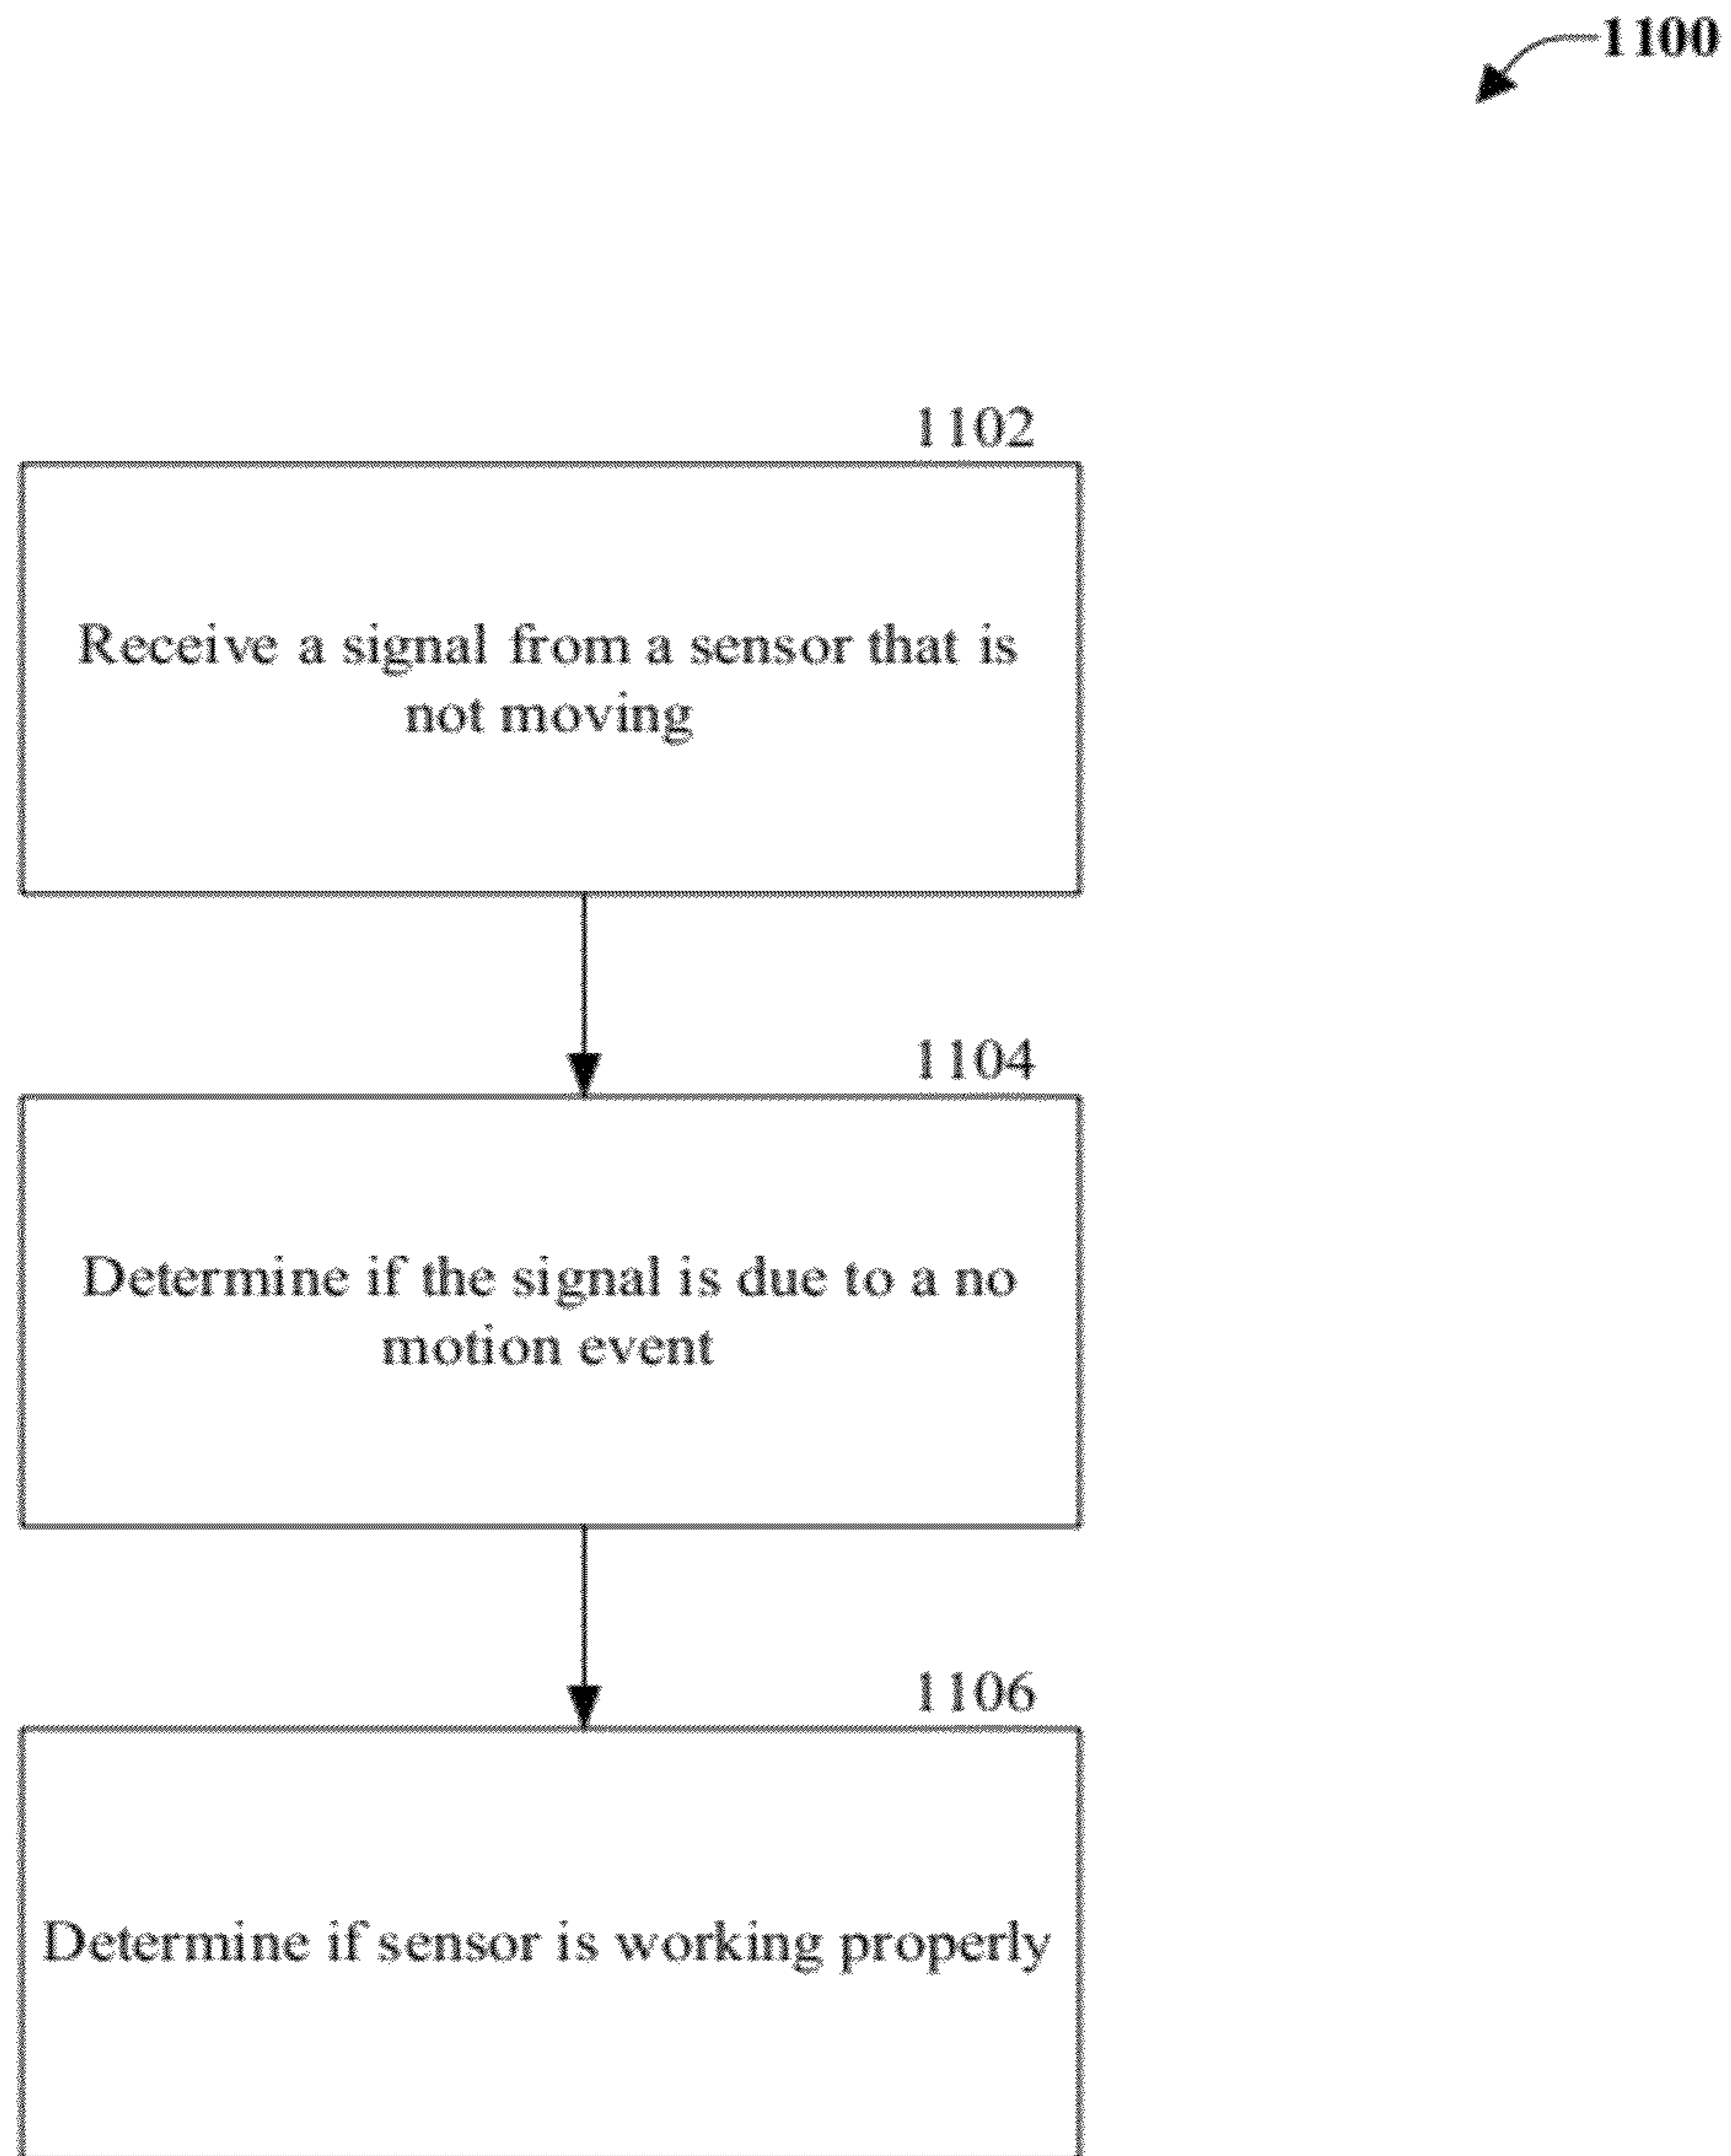 1100
1102
Receive a signal from a sensor that is
not moving
1104
Determine if the signal is due to a no
motion event
1106
Determine if sensor is working properly